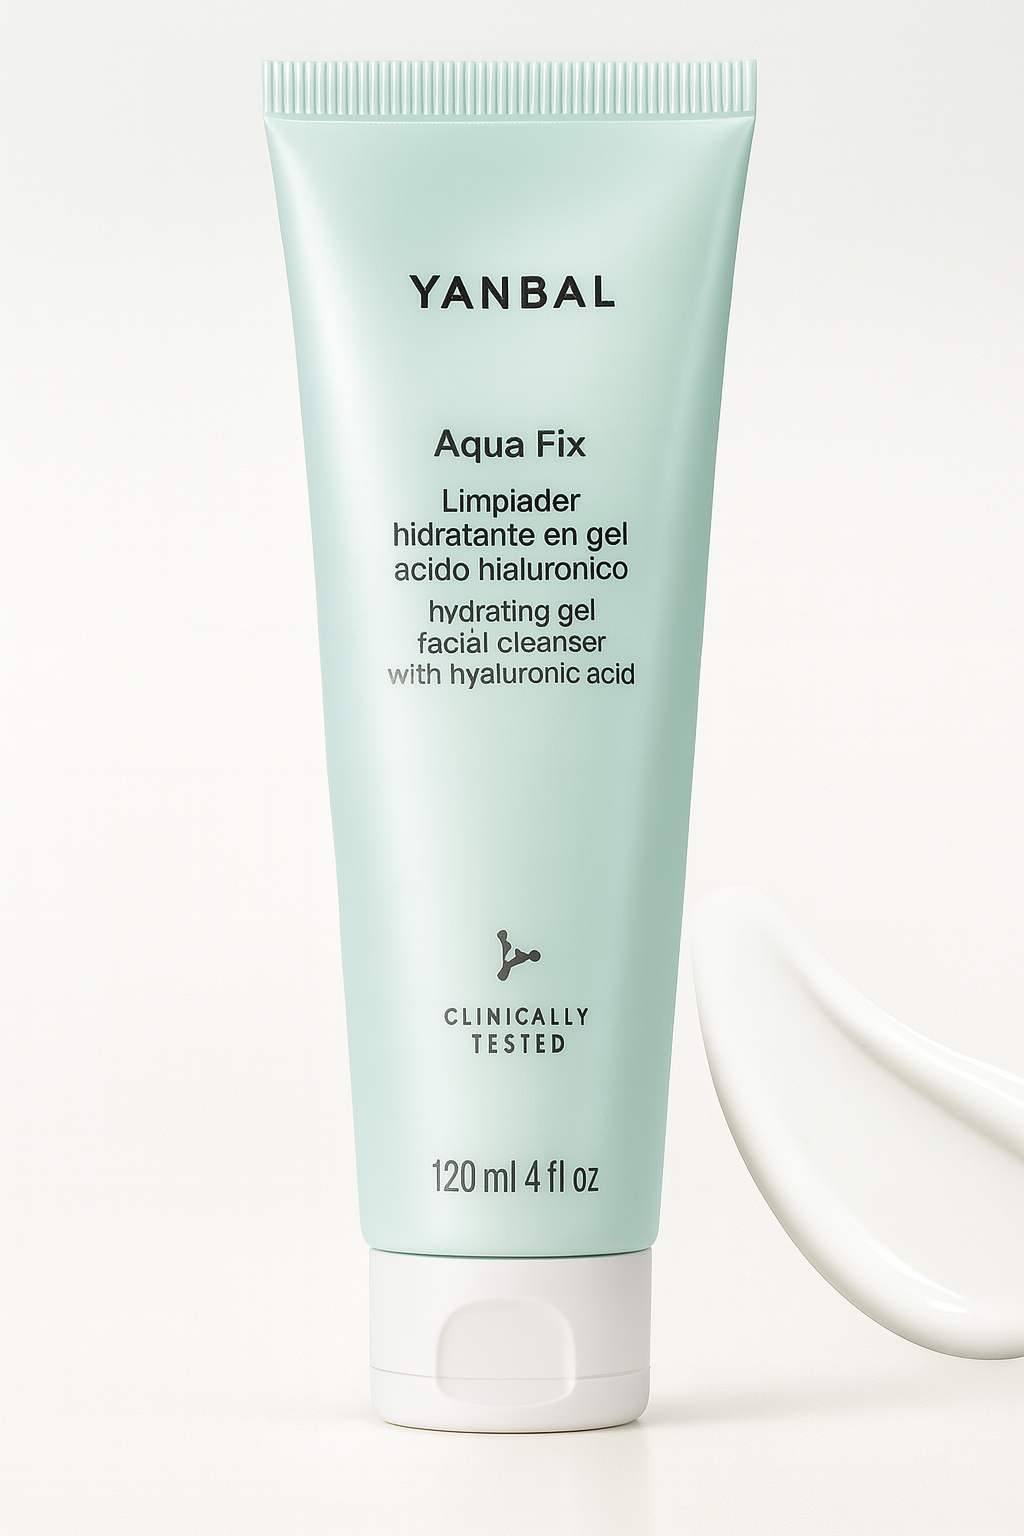 YANBAL
Aqua Fix
Limpiader
hidratante en gel
acido hialuronico
hydrating gel
facial cleanser
with hyaluronic acid
CLINICALLY
TESTED
120 ml 4 fl oz